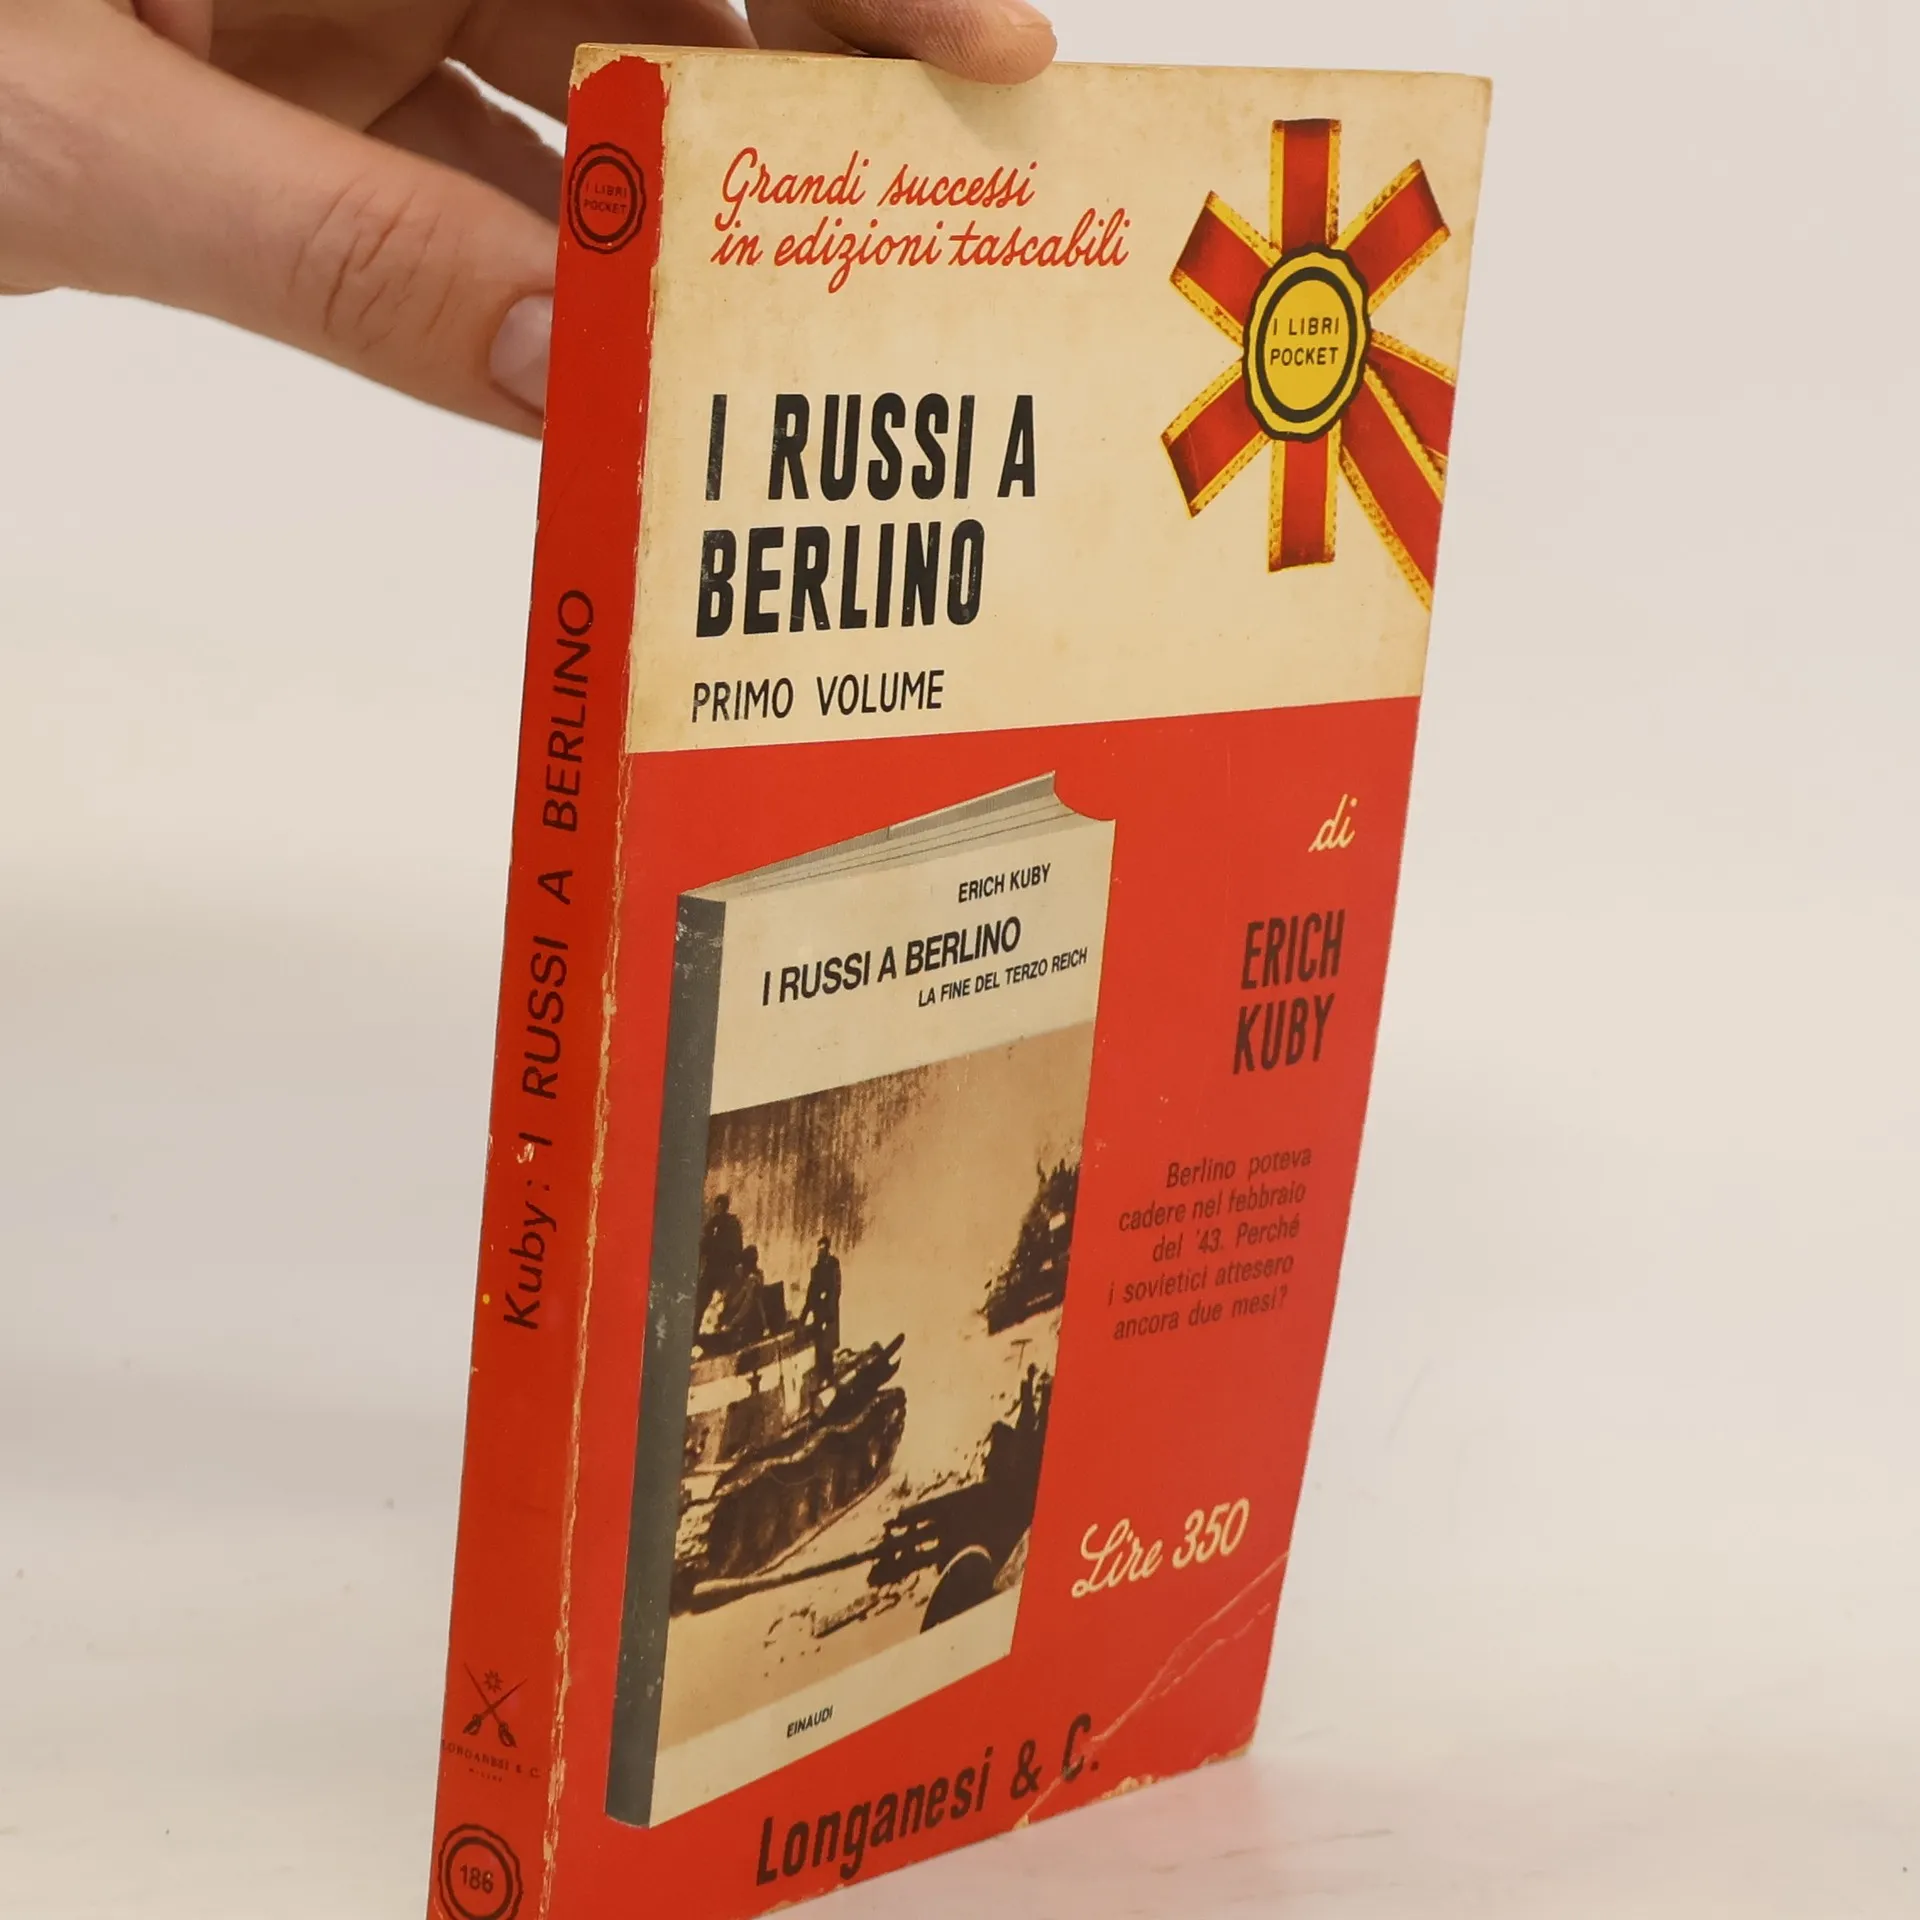 Grandi successi
in edizioni tascabili
I LIBRI
POCKET
I RUSSI A
BERLINO
PRIMO VOLUME
di
ERICH
KUBY
Berlino poteva
cadere nel febbraio
del '43. Perché
i sovietici attesero
ancora due mesi?
Lire 350
ERICH KUBY
I RUSSI A BERLINO
LA FINE DEL TERZO REICH
EINAUDI
Longanesi & C.
I LIBRI
POCKET
Kuby: I RUSSI A BERLINO
LONGANESI & C.
186